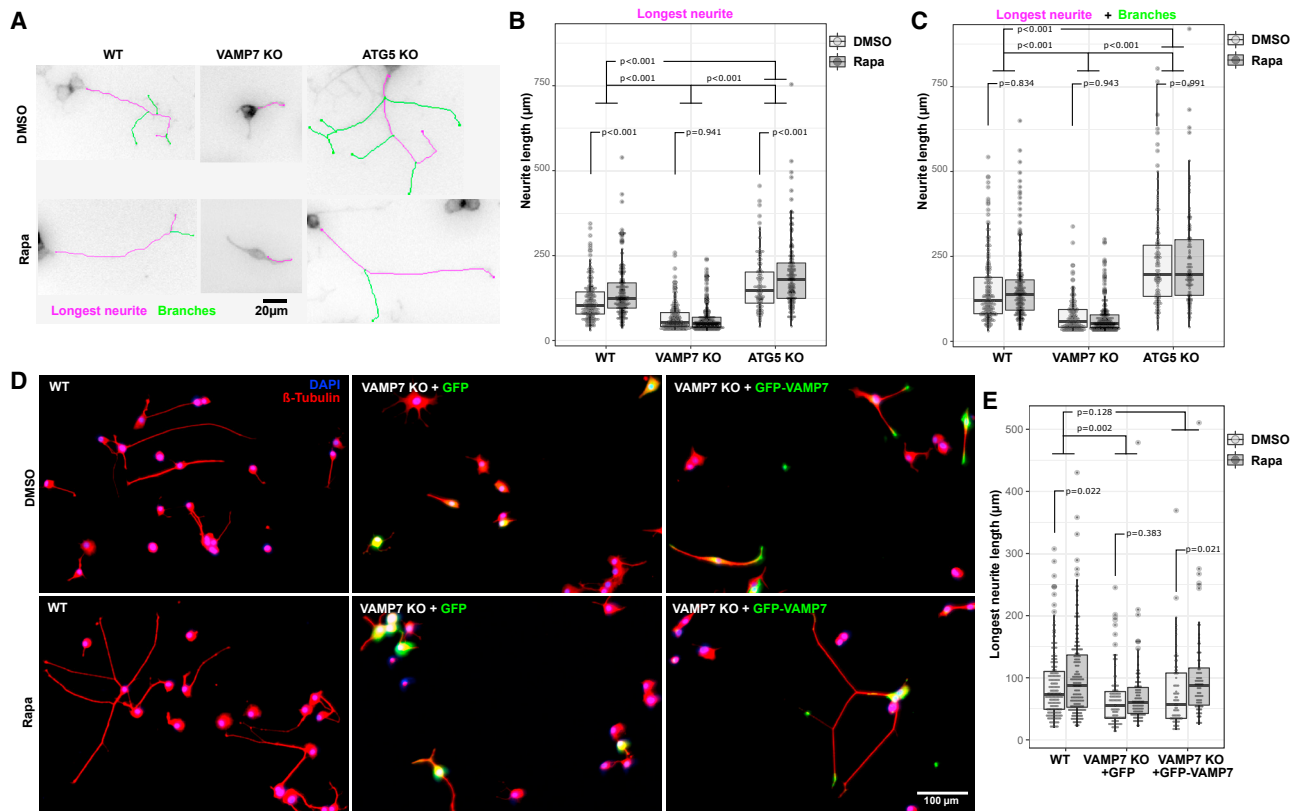 A
WT
VAMP7 KO
ATG5 KO
DMSO
Rapa
Longest neurite
Branches
20μm
B
Longest neurite
DMSO
Rapa
Neurite length (μm)
750
500
250
0
p<0.001
p<0.001
p<0.001
p<0.001
p=0.941
p<0.001
WT
VAMP7 KO
ATG5 KO
C
Longest neurite + Branches
DMSO
Rapa
Neurite length (μm)
750
500
250
0
p<0.001
p<0.001
p<0.001
p=0.834
p=0.943
p=0.991
WT
VAMP7 KO
ATG5 KO
D
WT
DAPI
ß-Tubulin
VAMP7 KO + GFP
VAMP7 KO + GFP-VAMP7
DMSO
WT
VAMP7 KO + GFP
VAMP7 KO + GFP-VAMP7
Rapa
100 μm
E
DMSO
Rapa
Longest neurite length (μm)
500
400
300
200
100
0
p=0.128
p=0.002
p=0.022
p=0.383
p=0.021
WT
VAMP7 KO
+GFP
VAMP7 KO
+GFP-VAMP7